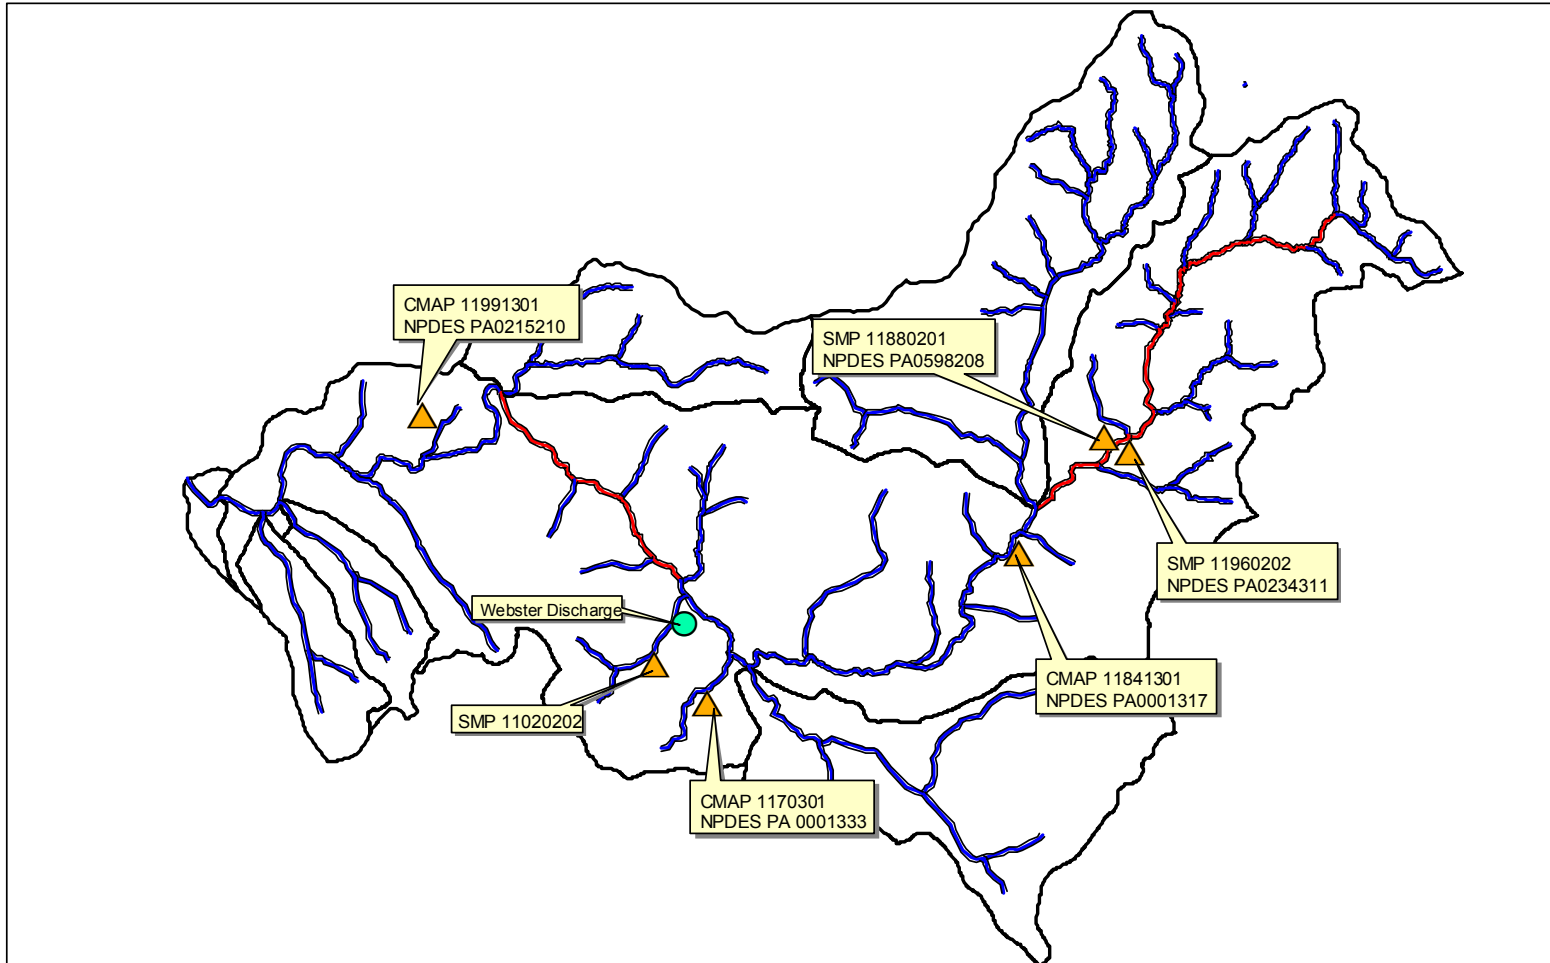 CMAP 11991301
NPDES PA0215210
SMP 11880201
NPDES PA0598208
SMP 11960202
NPDES PA0234311
Webster Discharge
CMAP 11841301
NPDES PA0001317
SMP 11020202
CMAP 1170301
NPDES PA 0001333